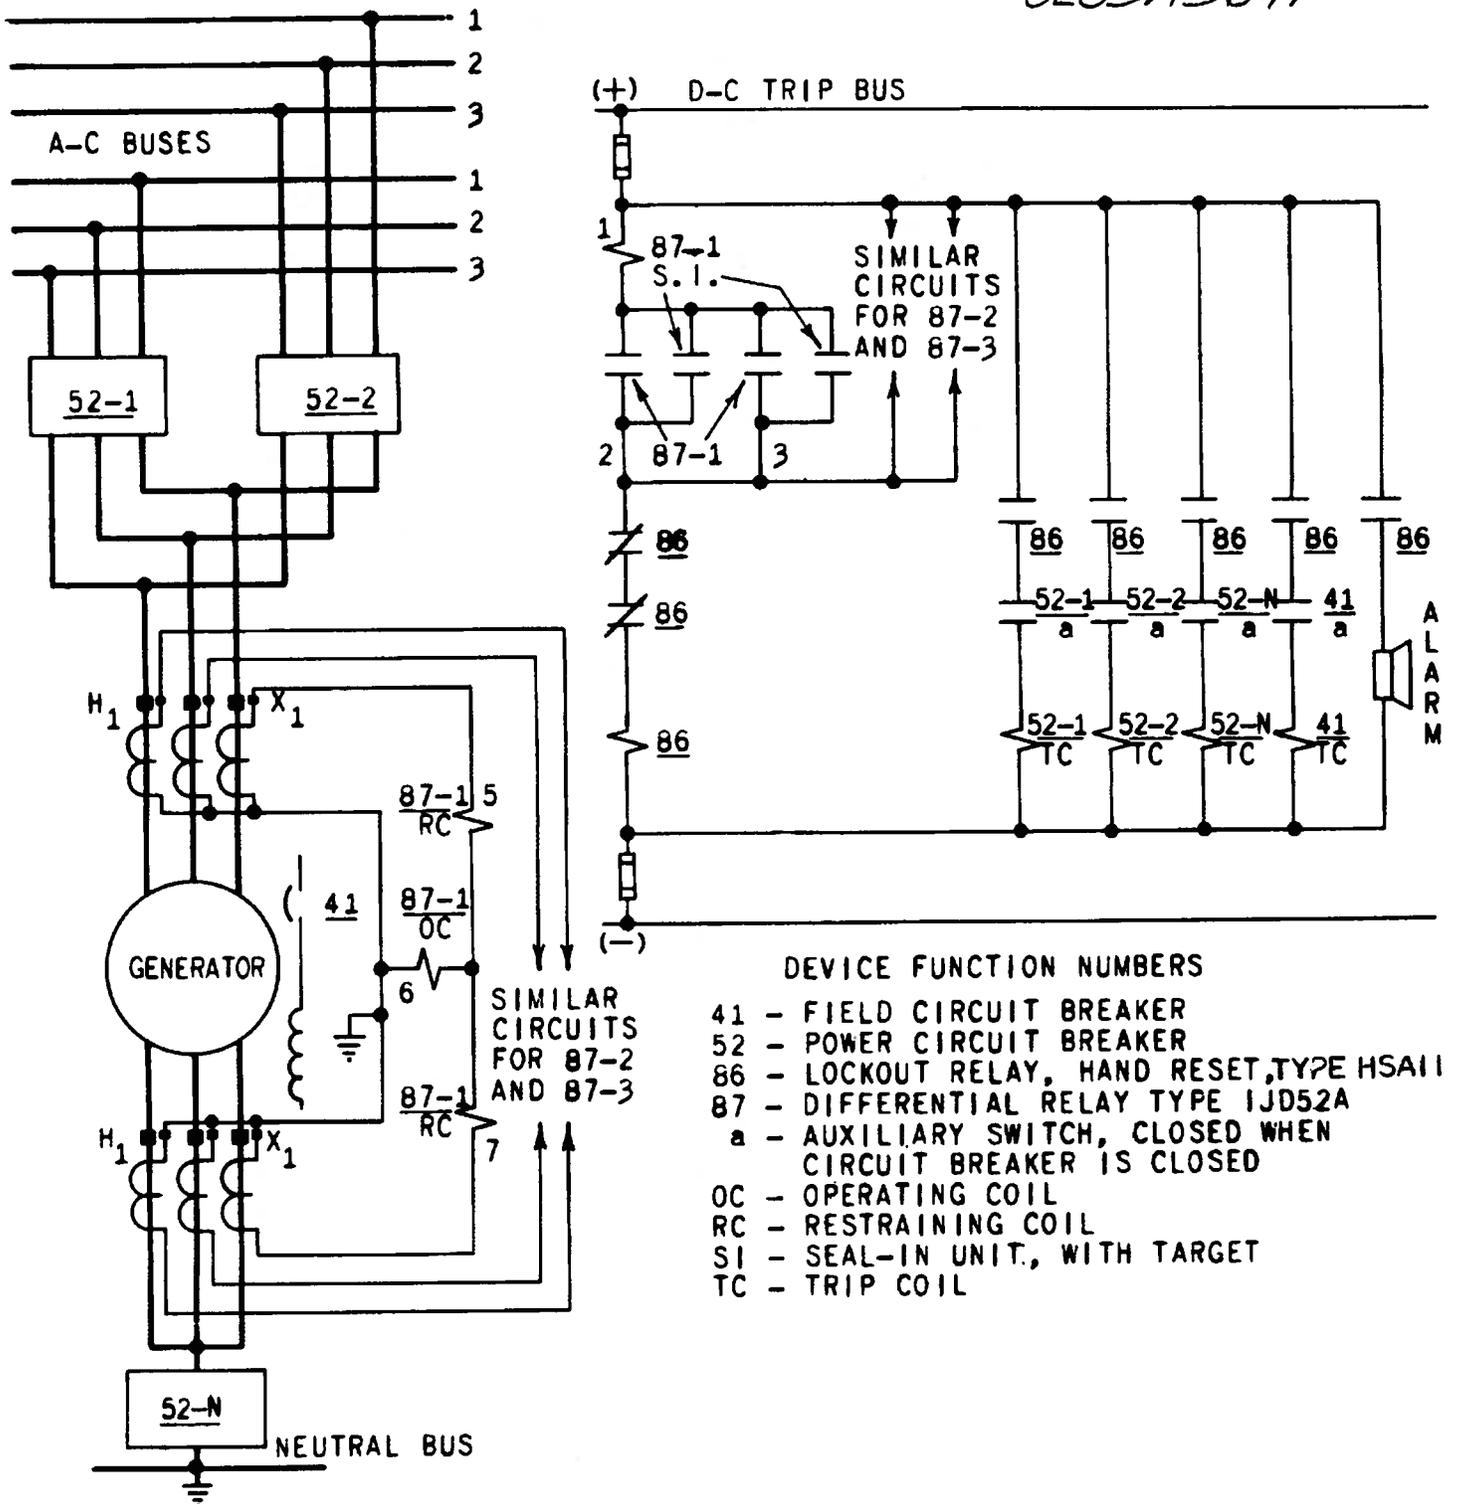 1
2
3
A-C BUSES
1
2
3
52-1
52-2
H1
X1
87-1 5
RC
41
87-1
OC
6
GENERATOR
SIMILAR
CIRCUITS
FOR 87-2
AND 87-3
87-1
RC
7
H1
X1
52-N
NEUTRAL BUS
(+) D-C TRIP BUS
1
87-1
S.I.
SIMILAR
CIRCUITS
FOR 87-2
AND 87-3
2 87-1 3
86
86
86
86 86 86 86 86
52-1 52-2 52-N 41
a a a a
52-1 52-2 52-N 41
TC TC TC TC
ALARM
(-)
DEVICE FUNCTION NUMBERS
41 - FIELD CIRCUIT BREAKER
52 - POWER CIRCUIT BREAKER
86 - LOCKOUT RELAY, HAND RESET, TYPE HSA11
87 - DIFFERENTIAL RELAY TYPE IJD52A
a - AUXILIARY SWITCH, CLOSED WHEN
CIRCUIT BREAKER IS CLOSED
OC - OPERATING COIL
RC - RESTRAINING COIL
SI - SEAL-IN UNIT., WITH TARGET
TC - TRIP COIL